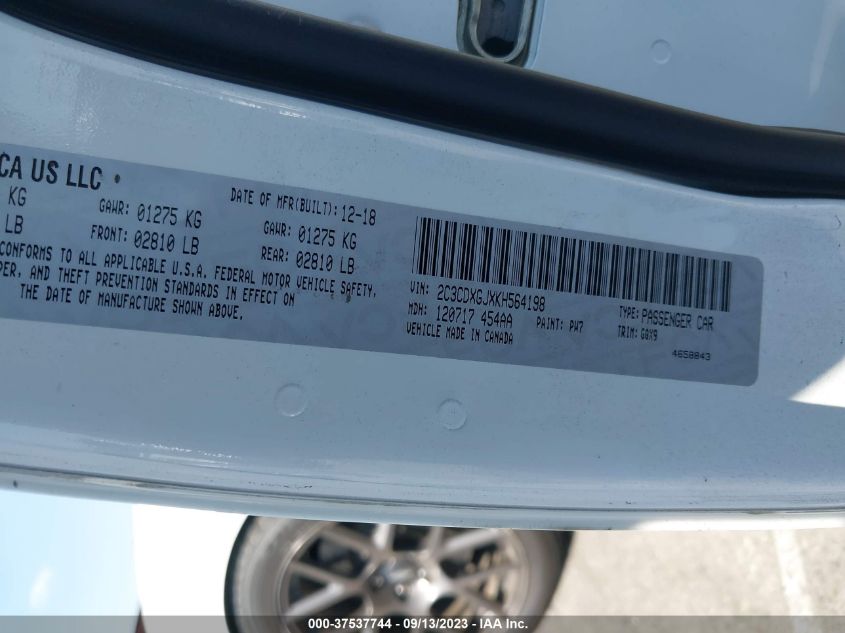 CA US LLC
DATE OF MFR(BUILT): 12-18
KG GAWR: 01275 KG GAWR: 01275 KG
LB FRONT: 02810 LB REAR: 02810 LB
CONFORMS TO ALL APPLICABLE U.S.A. FEDERAL MOTOR VEHICLE SAFETY,
PER, AND THEFT PREVENTION STANDARDS IN EFFECT ON
THE DATE OF MANUFACTURE SHOWN ABOVE.
VIN: 2C3CDXGJXKH564198
TYPE: PASSENGER CAR
MDH: 120717 454AA PAINT: PW7 TRIM: G8X9
VEHICLE MADE IN CANADA
4658843
000-37537744 - 09/13/2023 - IAA Inc.